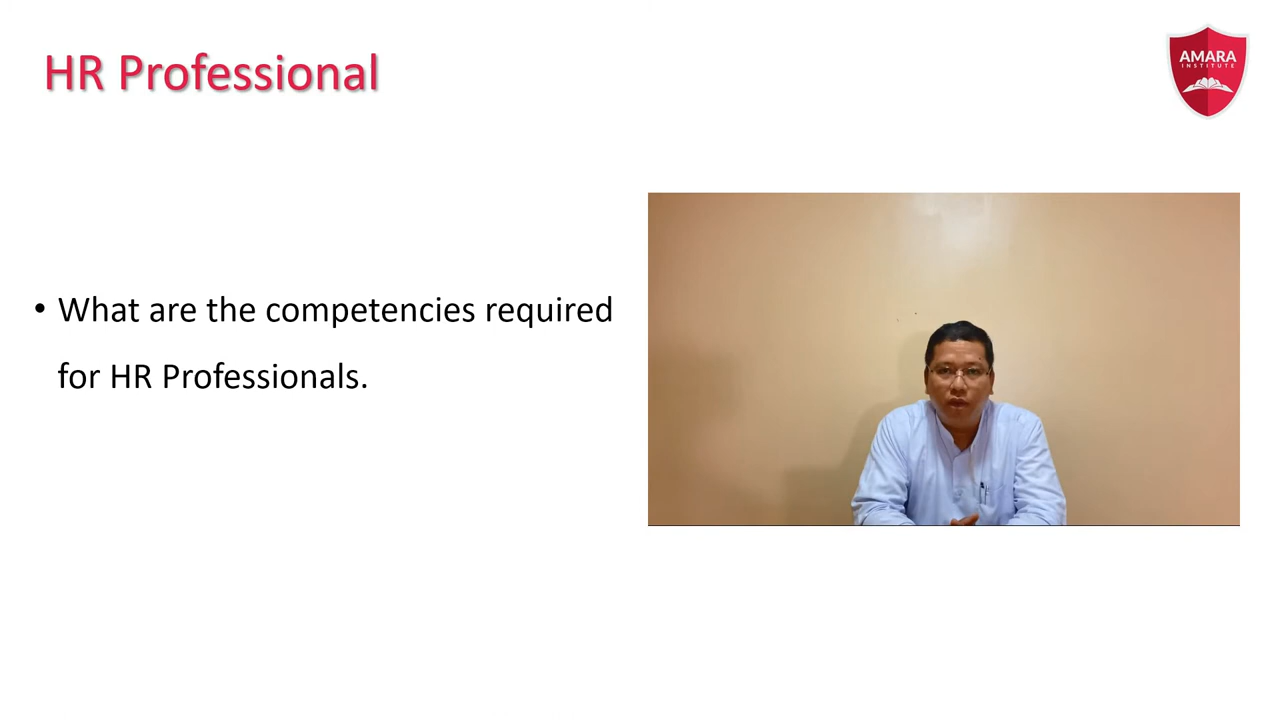 HR Professional
AMARA
INSTITUTE
• What are the competencies required
for HR Professionals.